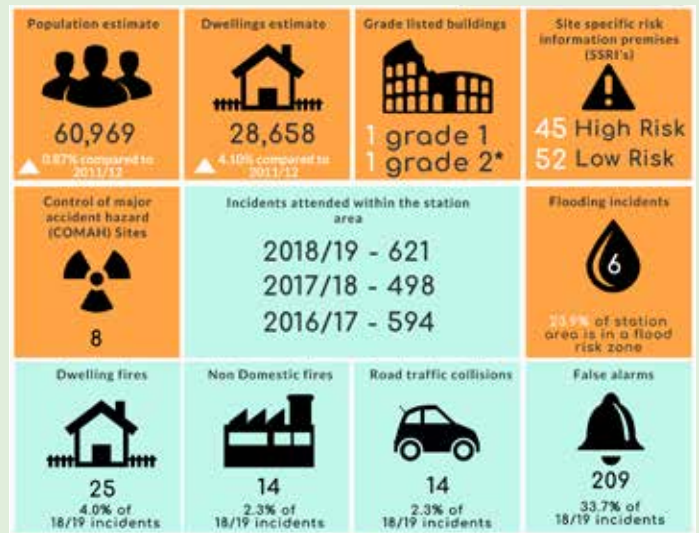 Population estimate
60,969
0.87% compared to
2011/12
Dwellings estimate
28,658
4.10% compared to
2011/12
Grade listed buildings
1 grade 1
1 grade 2*
Site specific risk
information premises
(SSRI's)
45 High Risk
52 Low Risk
Control of major
accident hazard
(COMAH) Sites
8
Incidents attended within the station
area
2018/19 - 621
2017/18 - 498
2016/17 - 594
Flooding incidents
6
23.9% of station
area is in a flood
risk zone
Dwelling fires
25
4.0% of
18/19 incidents
Non Domestic fires
14
2.3% of
18/19 incidents
Road traffic collisions
14
2.3% of
18/19 incidents
False alarms
209
33.7% of
18/19 incidents